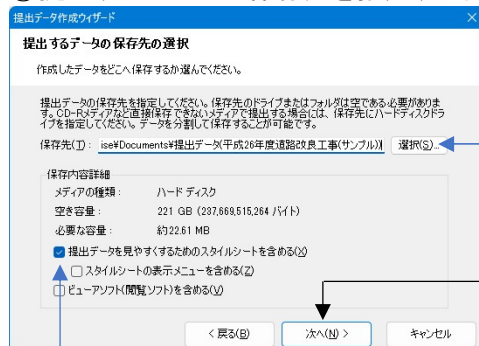 提出データ作成ウィザード
提出するデータの保存先の選択
作成したデータをどこへ保存するか選んでください。
提出データの保存先を指定してください。保存先のドライブまたはフォルダは空である必要がありま
す。CD-Rメディアなど直接保存できないメディアで提出する場合には、保存先にハードディスクドラ
イブを指定してください。データを分割して保存することが可能です。
保存先(T): ise¥Documents¥提出データ(平成26年度道路改良工事(サンプル)) 選択(S)...
保存内容詳細
メディアの種類: ハード ディスク
空き容量: 221 GB (237,669,515,264 バイト)
必要な容量: 約22.61 MB
提出データを見やすくするためのスタイルシートを含める(X)
スタイルシートの表示メニューを含める(Z)
ビューアソフト(閲覧ソフト)を含める(V)
< 戻る(B) 次へ(N) > キャンセル